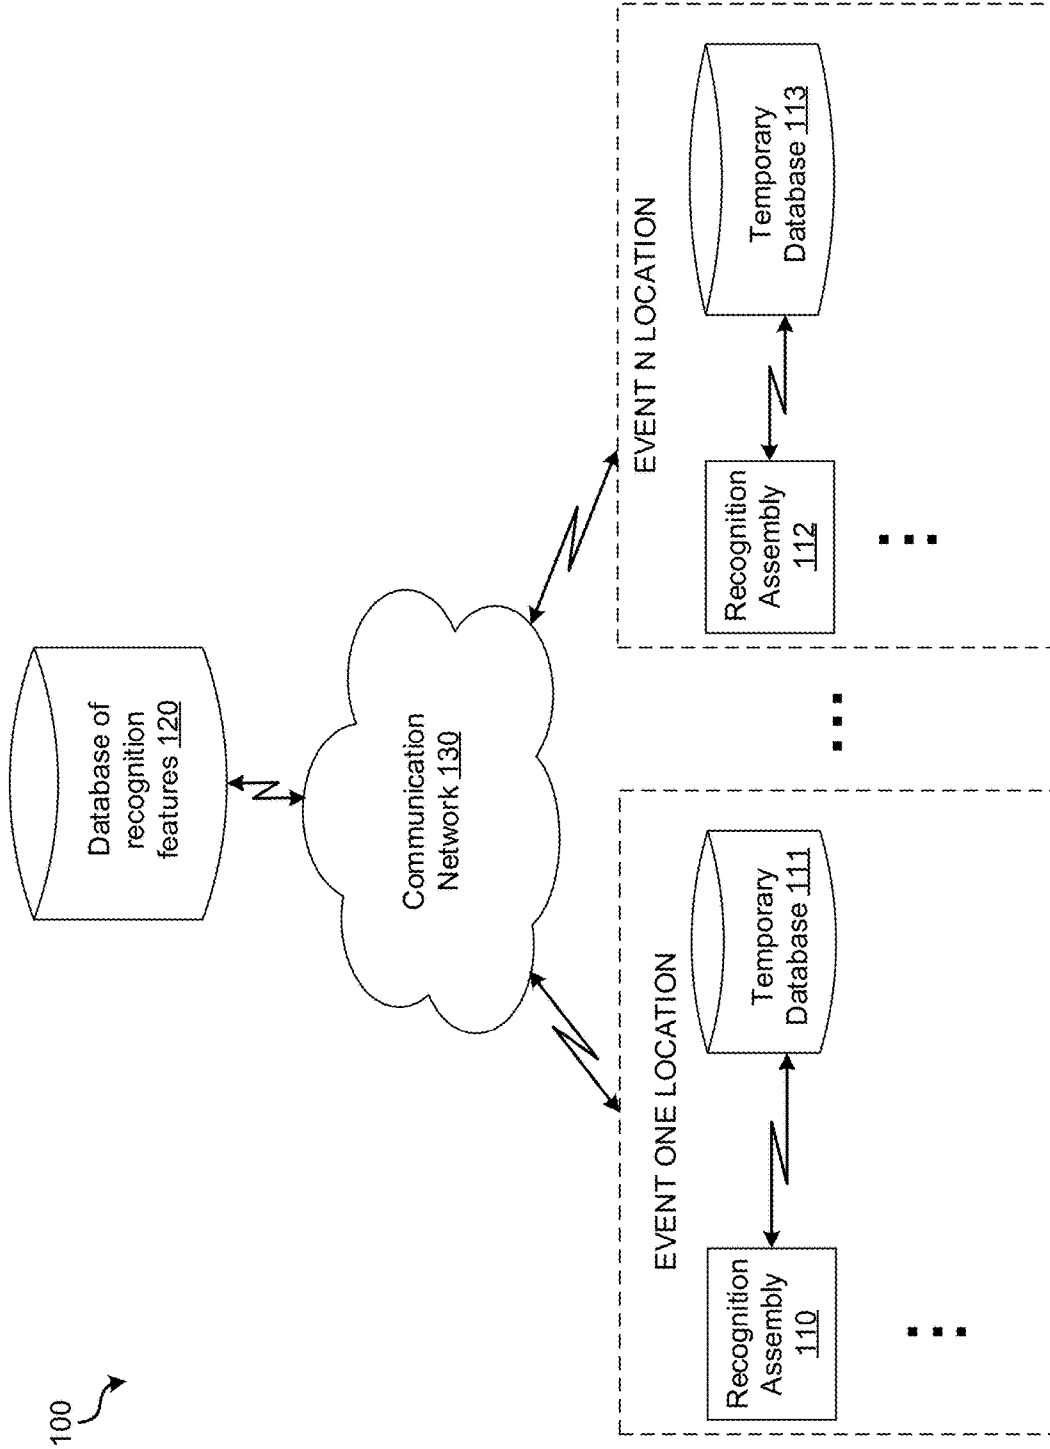 100
Database of
recognition
features 120
Communication
Network 130
EVENT ONE LOCATION
Recognition
Assembly
110
Temporary
Database 111
EVENT N LOCATION
Recognition
Assembly
112
Temporary
Database 113